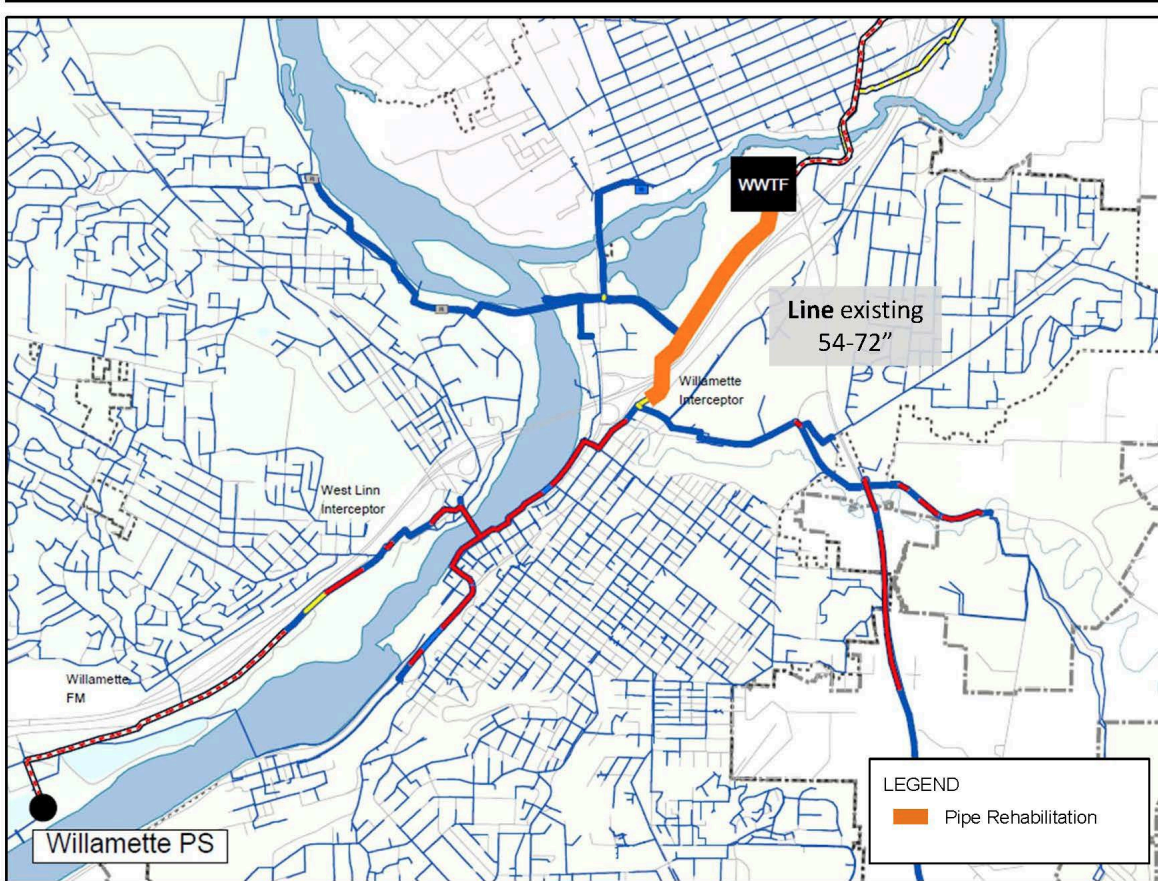 WWTF
Line existing
54-72”
Willamette
Interceptor
West Linn
Interceptor
Willamette
FM
Willamette PS
LEGEND
Pipe Rehabilitation